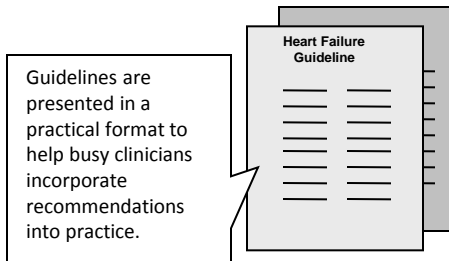 Heart Failure
Guideline
Guidelines are
presented in a
practical format to
help busy clinicians
incorporate
recommendations
into practice.